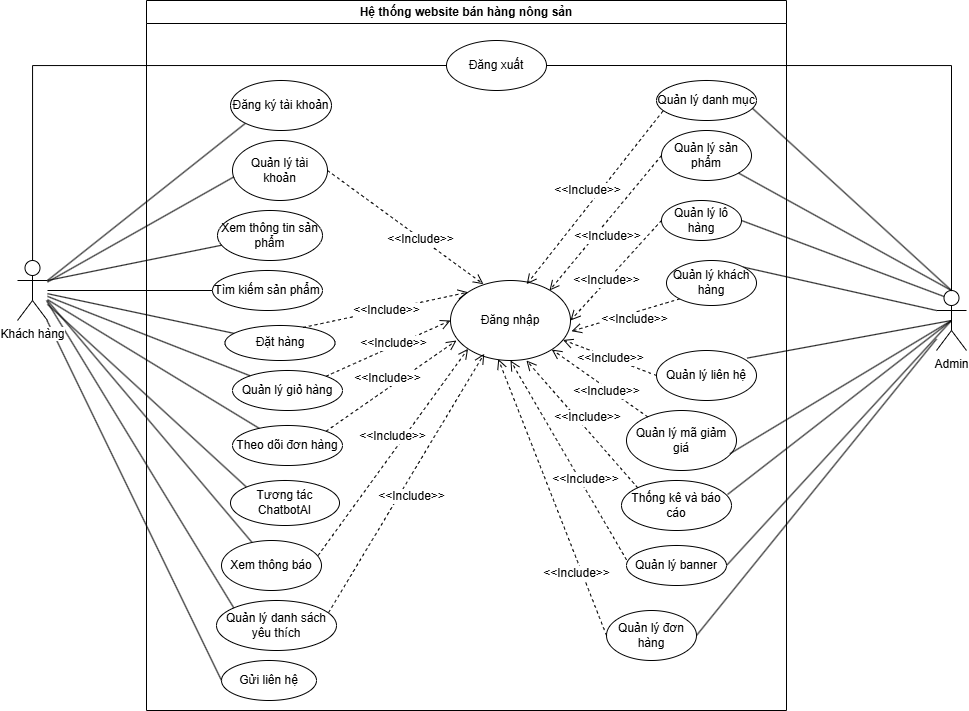 Hệ thống website bán hàng nông sản
Đăng xuất
Đăng ký tài khoản
Quản lý tài
khoản
Xem thông tin sản
phẩm
Tìm kiếm sản phẩm
Đặt hàng
Quản lý giỏ hàng
Theo dõi đơn hàng
Tương tác
ChatbotAI
Xem thông báo
Quản lý danh sách
yêu thích
Gửi liên hệ
Khách hàng
<<Include>>
<<Include>>
<<Include>>
<<Include>>
<<Include>>
<<Include>>
Đăng nhập
<<Include>>
<<Include>>
<<Include>>
<<Include>>
<<Include>>
<<Include>>
<<Include>>
<<Include>>
<<Include>>
Quản lý danh mục
Quản lý sản
phẩm
Quản lý lô
hàng
Quản lý khách
hàng
Quản lý liên hệ
Quản lý mã giảm
giá
Thống kê và báo
cáo
Quản lý banner
Quản lý đơn
hàng
Admin